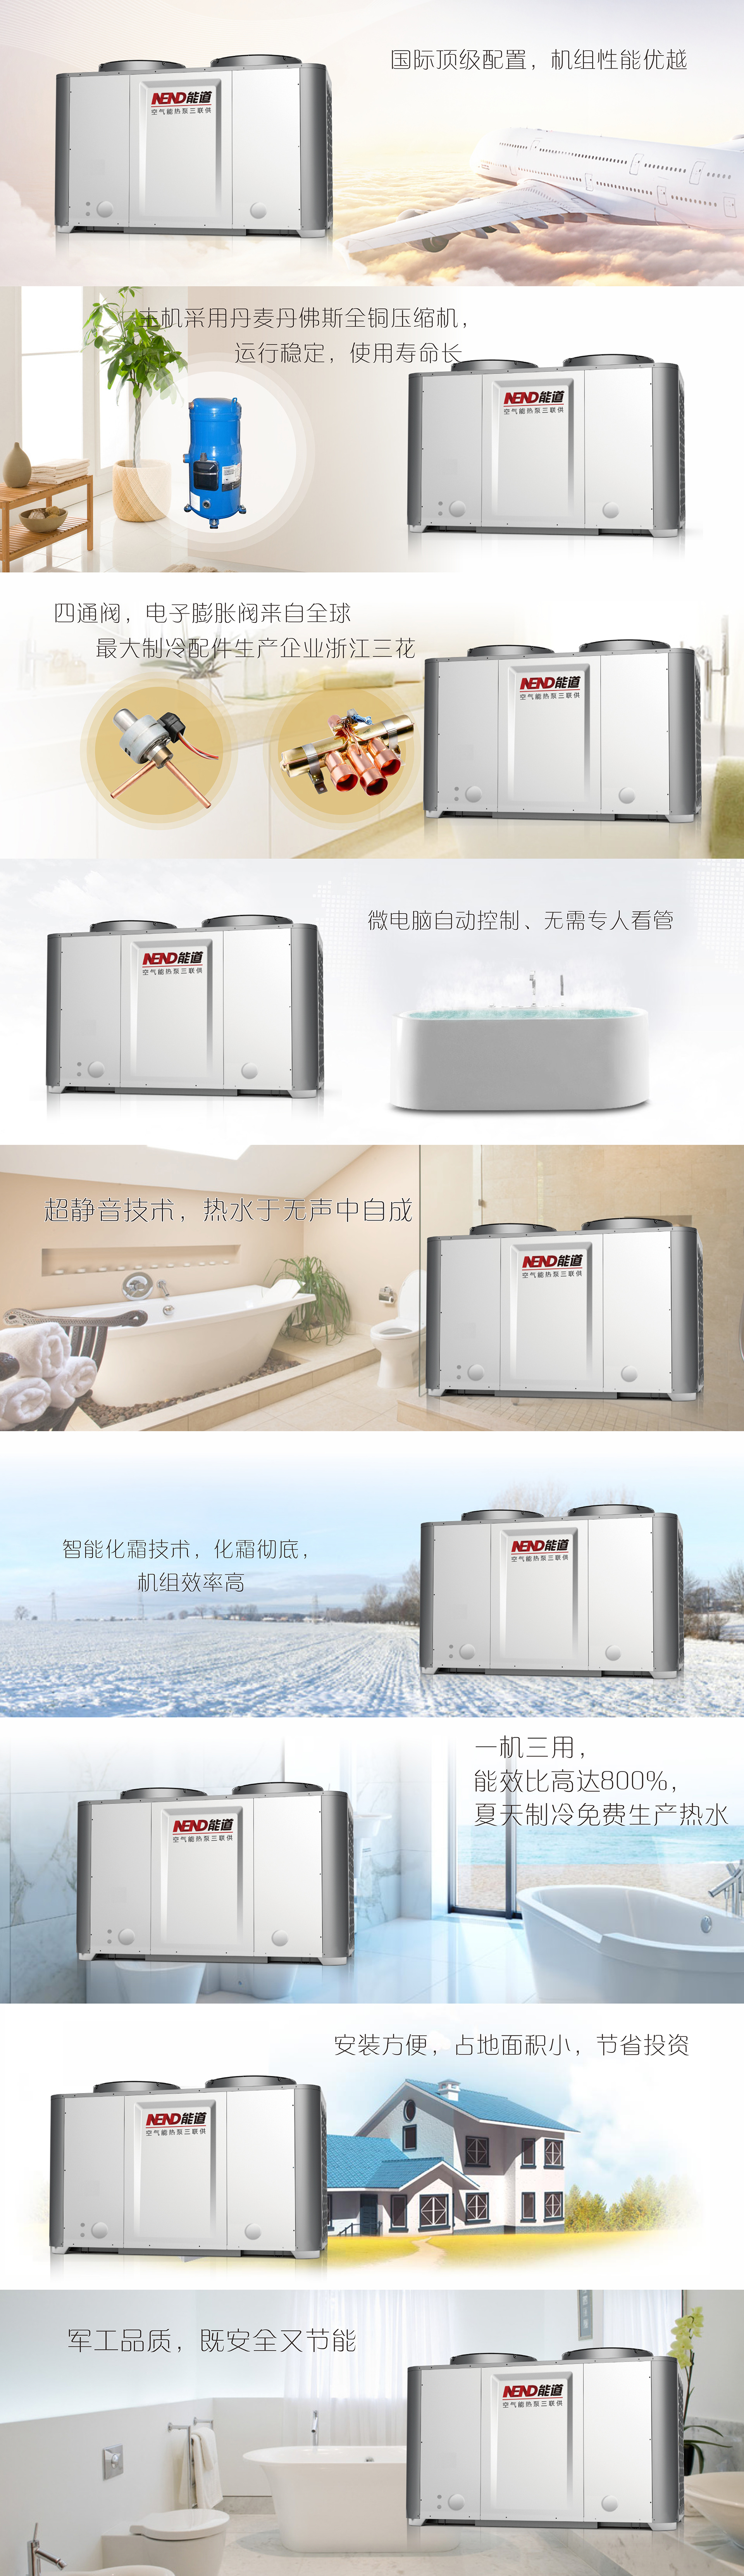 国际顶级配置，机组性能优越
NEND能道
空气能热泵三联供
主机采用丹麦丹佛斯全铜压缩机，
运行稳定，使用寿命长
NEND能道
空气能热泵三联供
四通阀，电子膨胀阀来自全球
最大制冷配件生产企业浙江三花
NEND能道
空气能热泵三联供
微电脑自动控制、无需专人看管
NEND能道
空气能热泵三联供
超静音技术，热水于无声中自成
NEND能道
空气能热泵三联供
智能化霜技术，化霜彻底，
机组效率高
NEND能道
空气能热泵三联供
一机三用，
能效比高达800%，
夏天制冷免费生产热水
NEND能道
空气能热泵三联供
安装方便，占地面积小，节省投资
NEND能道
空气能热泵三联供
军工品质，既安全又节能
NEND能道
空气能热泵三联供